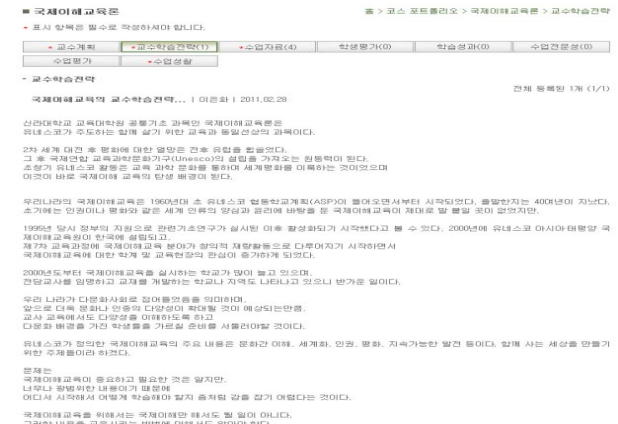 국제이해교육론
홈 > 코스 포트폴리오 > 국제이해교육론 > 교수학습전략
* 표시 항목은 필수로 작성하셔야 합니다.
* 교수계획 *교수학습전략(1) *수업자료(4) 학생평가(0) 학습성과(0) 수업전문성(0)
수업평가 *수업성찰
- 교수학습전략
전체 등록된 1개 (1/1)
국제이해교육의 교수학습전략,,, | 이은화 | 2011.02.28
신라대학교 교육대학원 공통기초 과목인 국제이해교육론은
유네스코가 주도하는 함께 살기 위한 교육과 동일선상의 과목이다.
2차 세계 대전 후 평화에 대한 열망은 전후 유럽을 휩쓸었다.
그 후 국제연합 교육과학문화기구(Unesco)의 설립을 가져오는 원동력이 된다.
초창기 유네스코 활동은 교육 과학 문화를 통하여 세계평화를 이룩하는 것이었으며
이것이 바로 국제이해 교육의 탄생 배경이 된다.
우리나라의 국제이해교육은 1960년대 초 유네스코 협동학교계획(ASP)이 들어오면서부터 시작되었다. 출발한지는 40여년이 지났다.
초기에는 인권이나 평화와 같은 세계 인류의 양심과 윤리에 바탕을 둔 국제이해교육이 제대로 발 붙일 곳이 없었지만,
1995년 당시 정부의 지원으로 관련기초연구가 실시된 이후 활성화되기 시작했다고 볼 수 있다. 2000년에 유네스코 아시아·태평양 국
제이해교육원이 한국에 설립되고,
제7차 교육과정에 국제이해교육 분야가 창의적 재량활동으로 다루어지기 시작하면서
국제이해교육에 대한 학계 및 교육현장의 관심이 증가하게 되었다.
2000년도부터 국제이해교육을 실시하는 학교가 많이 늘고 있으며,
전담교사를 임명하고 교재를 개발하는 학교나 지역도 나타나고 있으니 반가운 일이다.
우리 나라가 다문화사회로 접어들었음을 의미하며,
앞으로 더욱 문화나 인종의 다양성이 확대될 것이 예상되는만큼,
교사 교육에서도 다양성을 이해하도록 하고
다문화 배경을 가진 학생들을 가르칠 준비를 서둘러야할 것이다.
유네스코가 정의한 국제이해교육의 주요 내용은 문화간 이해, 세계화, 인권, 평화, 지속가능한 발전 등이다. 함께 사는 세상을 만들기
위한 주제들이라 하겠다.
문제는
국제이해교육이 중요하고 필요한 것은 알지만,
너무나 광범위한 내용이기 때문에
어디서 시작해서 어떻게 학습해야 할지 좀처럼 감을 잡기 어렵다는 것이다.
국제이해교육을 위해서는 국제이해만 해서도 될 일이 아니다.